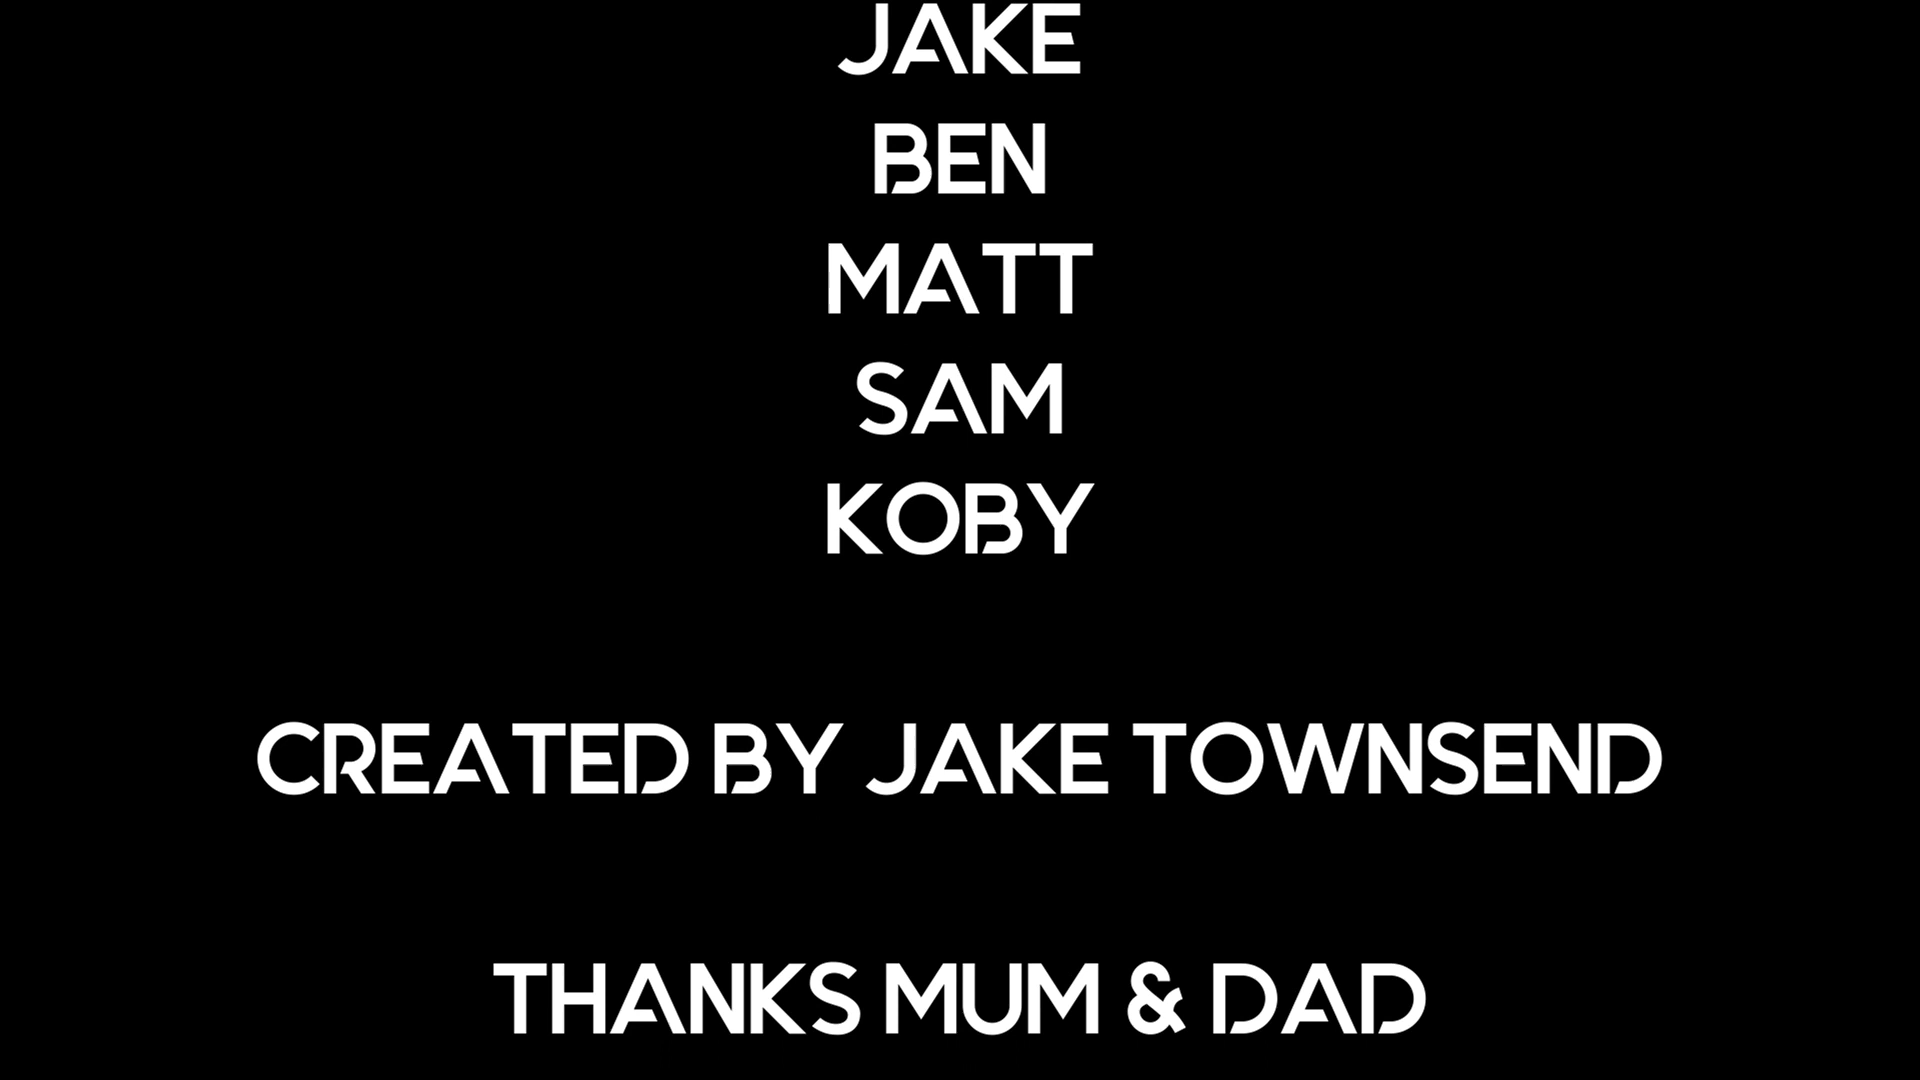 JAKE
BEN
MATT
SAM
KOBY
CREATED BY JAKE TOWNSEND
THANKS MUM & DAD